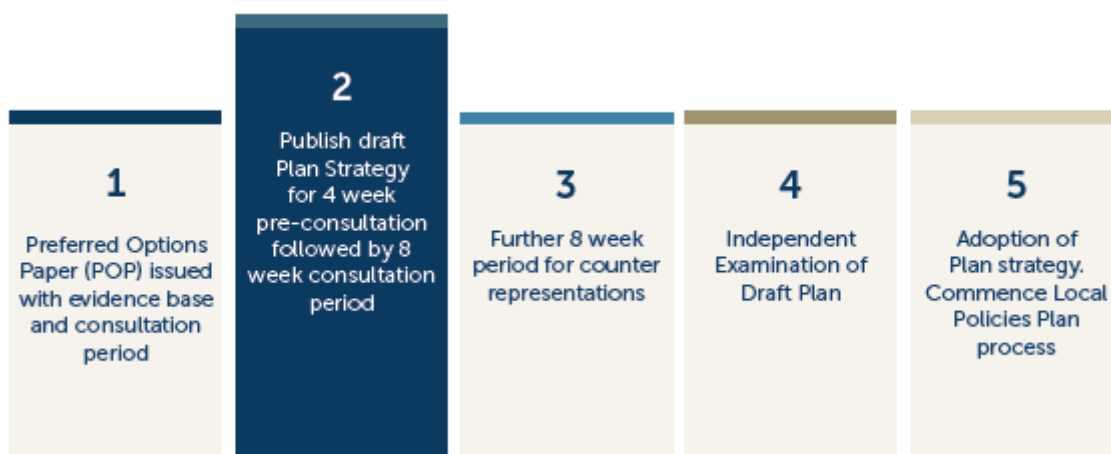 1
Preferred Options
Paper (POP) issued
with evidence base
and consultation
period
2
Publish draft
Plan Strategy
for 4 week
pre-consultation
followed by 8
week consultation
period
3
Further 8 week
period for counter
representations
4
Independent
Examination of
Draft Plan
5
Adoption of
Plan strategy.
Commence Local
Policies Plan
process